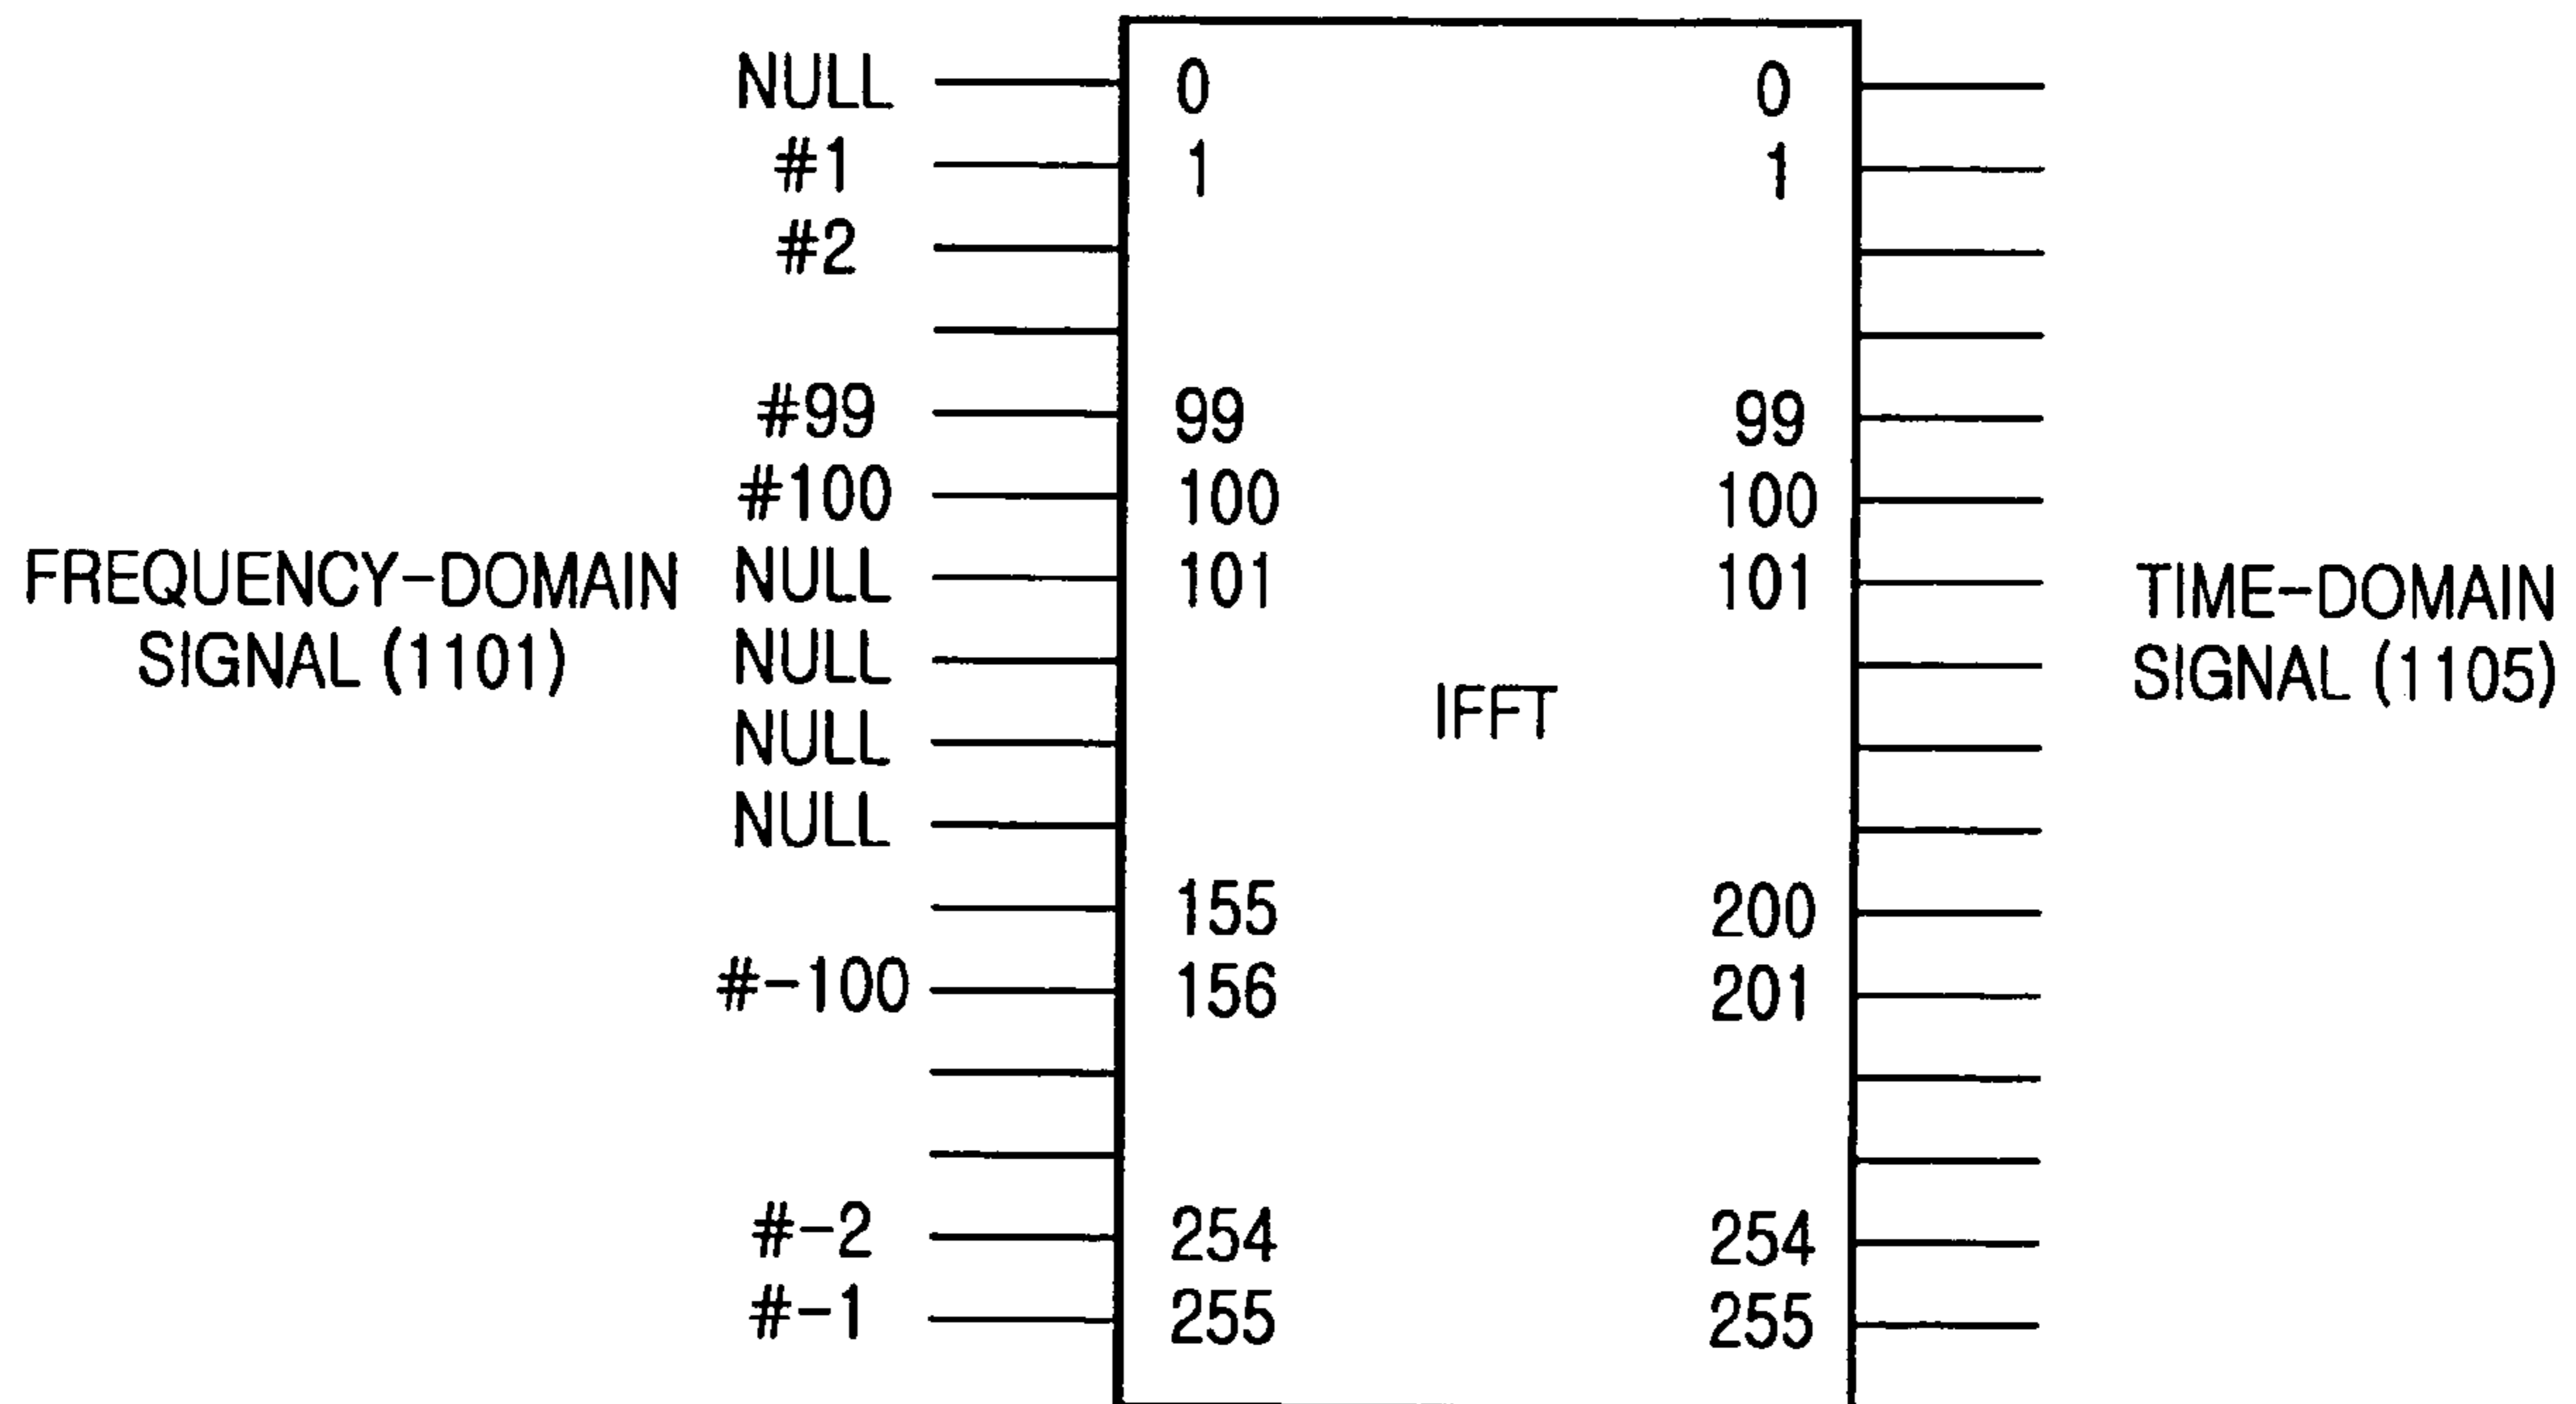 NULL 0 0
#1 1 1
#2
#99 99 99
#100 100 100
FREQUENCY-DOMAIN
SIGNAL (1101)
NULL 101 101
NULL
NULL
NULL
IFFT
TIME-DOMAIN
SIGNAL (1105)
155 200
#-100 156 201
#-2 254 254
#-1 255 255